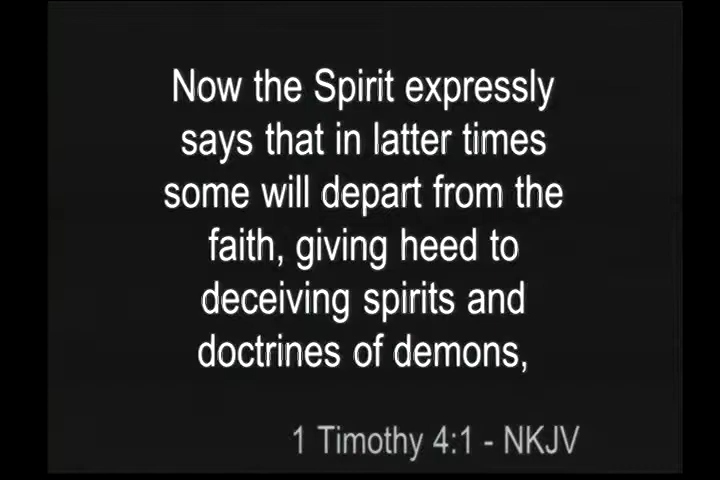 Now the Spirit expressly
says that in latter times
some will depart from the
faith, giving heed to
deceiving spirits and
doctrines of demons,
1 Timothy 4:1 - NKJV